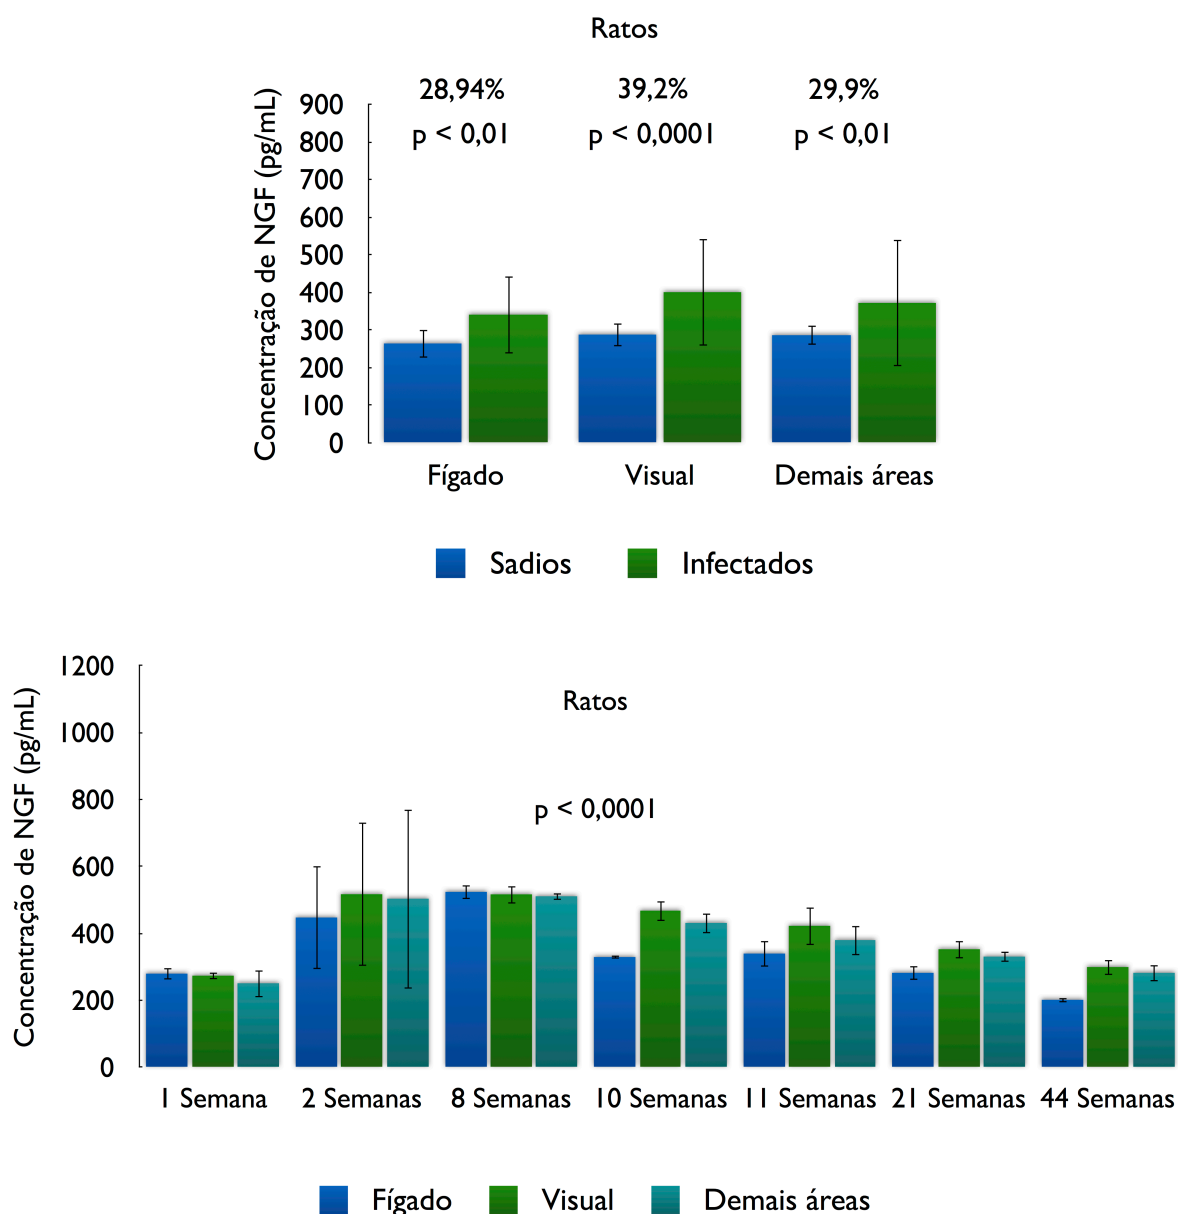 Ratos
28,94% 39,2% 29,9%
p < 0,01 p < 0,0001 p < 0,01
Concentração de NGF (pg/mL)
900
800
700
600
500
400
300
200
100
0
Fígado Visual Demais áreas
Sadios Infectados
Ratos
p < 0,0001
Concentração de NGF (pg/mL)
1200
1000
800
600
400
200
0
1 Semana 2 Semanas 8 Semanas 10 Semanas 11 Semanas 21 Semanas 44 Semanas
Fígado Visual Demais áreas